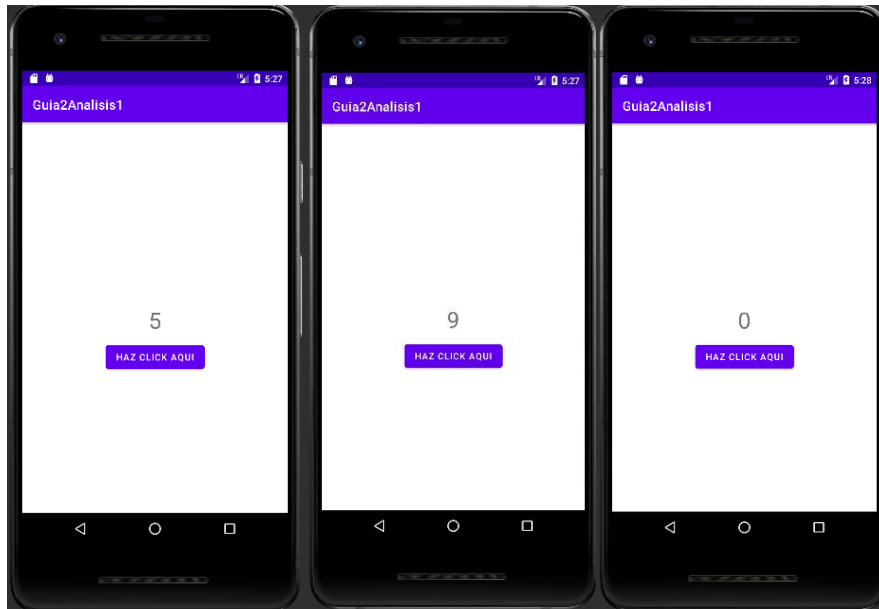 5:27
Guia2Analisis1
5
HAZ CLICK AQUI
5:27
Guia2Analisis1
9
HAZ CLICK AQUI
5:28
Guia2Analisis1
0
HAZ CLICK AQUI